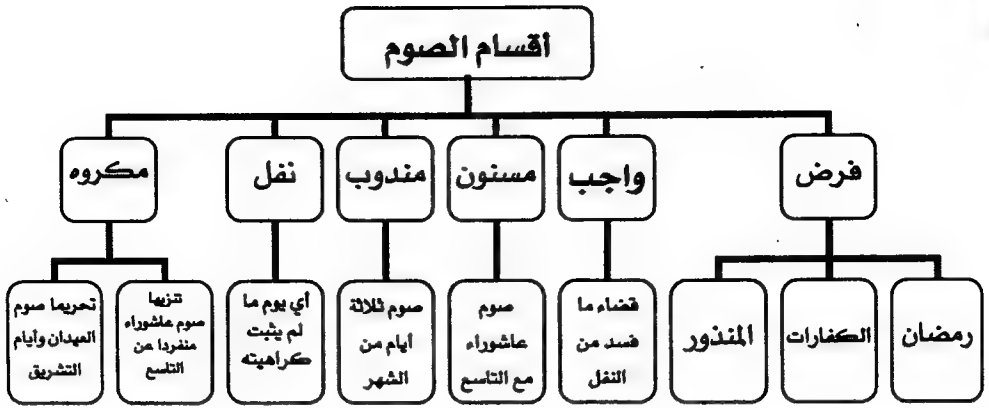 أقسام الصوم
فرض
واجب
مسنون
مندوب
نفل
مكروه
رمضان
الكفارات
المنذور
قضاء ما
فسد من
النفل
صوم
عاشوراء
مع التاسع
صوم ثلاثة
أيام من
الشهر
أي يوم ما
لم يثبت
كراهيته
تنزيها
صوم عاشوراء
منفردا عن
التاسع
تحريما صوم
العيدان وأيام
التشريق